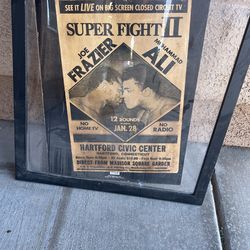 SEE IT LIVE ON BIG SCREEN CLOSED CIRCUIT TV
SUPER FIGHT II
JOE
FRAZIER
MUHAMMAD
ALI
12 ROUNDS
NO
HOME TV
JAN. 28
NO
RADIO
HARTFORD CIVIC CENTER
HARTFORD, CONNECTICUT
DIRECT FROM MADISON SQUARE GARDEN